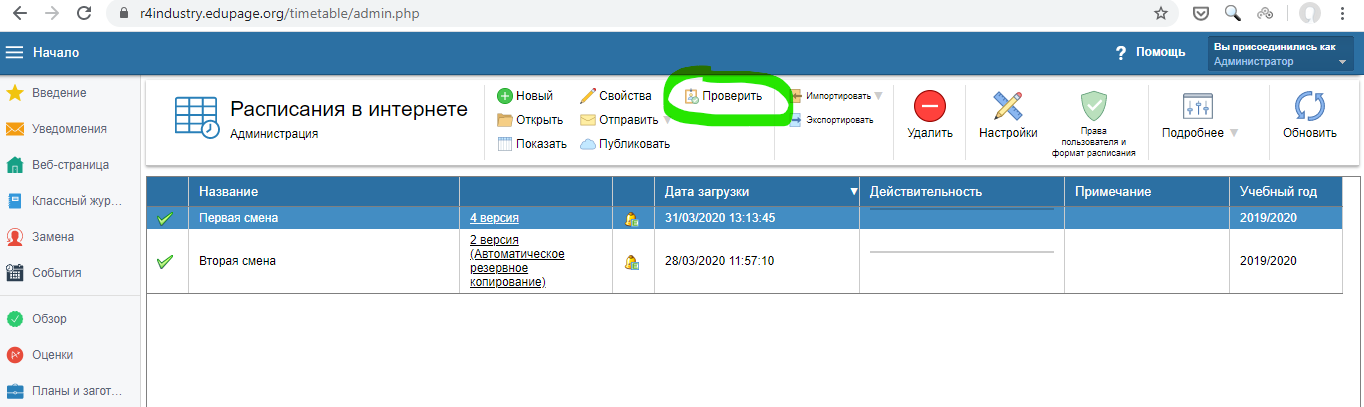 r4industry.edupage.org/timetable/admin.php
Начало
Помощь
Вы присоединились как
Администратор
Введение
Уведомления
Веб-страница
Классный жур...
Замена
События
Обзор
Оценки
Планы и загот...
Расписания в интернете
Администрация
Новый
Свойства
Проверить
Импортировать
Открыть
Отправить
Экспортировать
Показать
Публиковать
Удалить
Настройки
Права
пользователя и
формат расписания
Подробнее
Обновить
Название Дата загрузки Действительность Примечание Учебный год
Первая смена 4 версия 31/03/2020 13:13:45 2019/2020
Вторая смена 2 версия
(Автоматическое
резервное
копирование) 28/03/2020 11:57:10 2019/2020